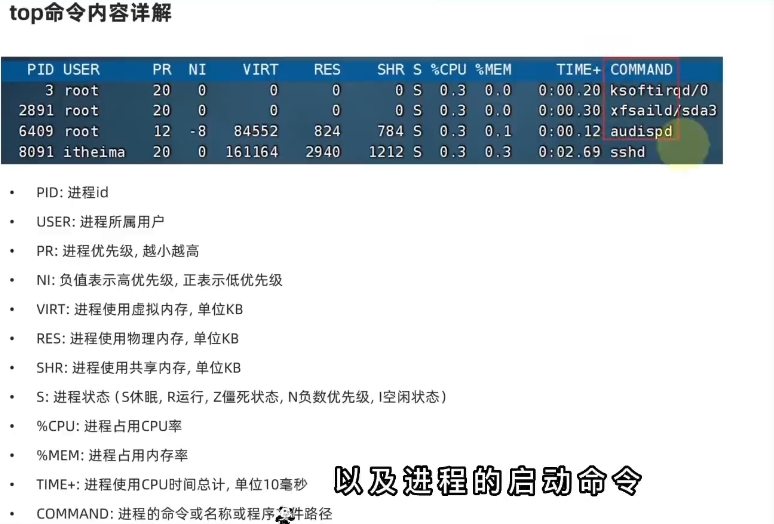 top命令内容详解
PID USER PR NI VIRT RES SHR S %CPU %MEM TIME+ COMMAND
3 root 20 0 0 0 0 S 0.3 0.0 0:00.20 ksoftirqd/0
2891 root 20 0 0 0 0 S 0.3 0.0 0:00.30 xfsaild/sda3
6409 root 12 -8 84552 824 784 S 0.3 0.1 0:00.12 audispd
8091 itheima 20 0 161164 2940 1212 S 0.3 0.3 0:02.69 sshd
• PID: 进程id
• USER: 进程所属用户
• PR: 进程优先级, 越小越高
• NI: 负值表示高优先级, 正表示低优先级
• VIRT: 进程使用虚拟内存, 单位KB
• RES: 进程使用物理内存, 单位KB
• SHR: 进程使用共享内存, 单位KB
• S: 进程状态 (S休眠, R运行, Z僵死状态, N负数优先级, I空闲状态)
• %CPU: 进程占用CPU率
• %MEM: 进程占用内存率
• TIME+: 进程使用CPU时间总计, 单位10毫秒
以及进程的启动命令
• COMMAND: 进程的命令或名称或程序件路径